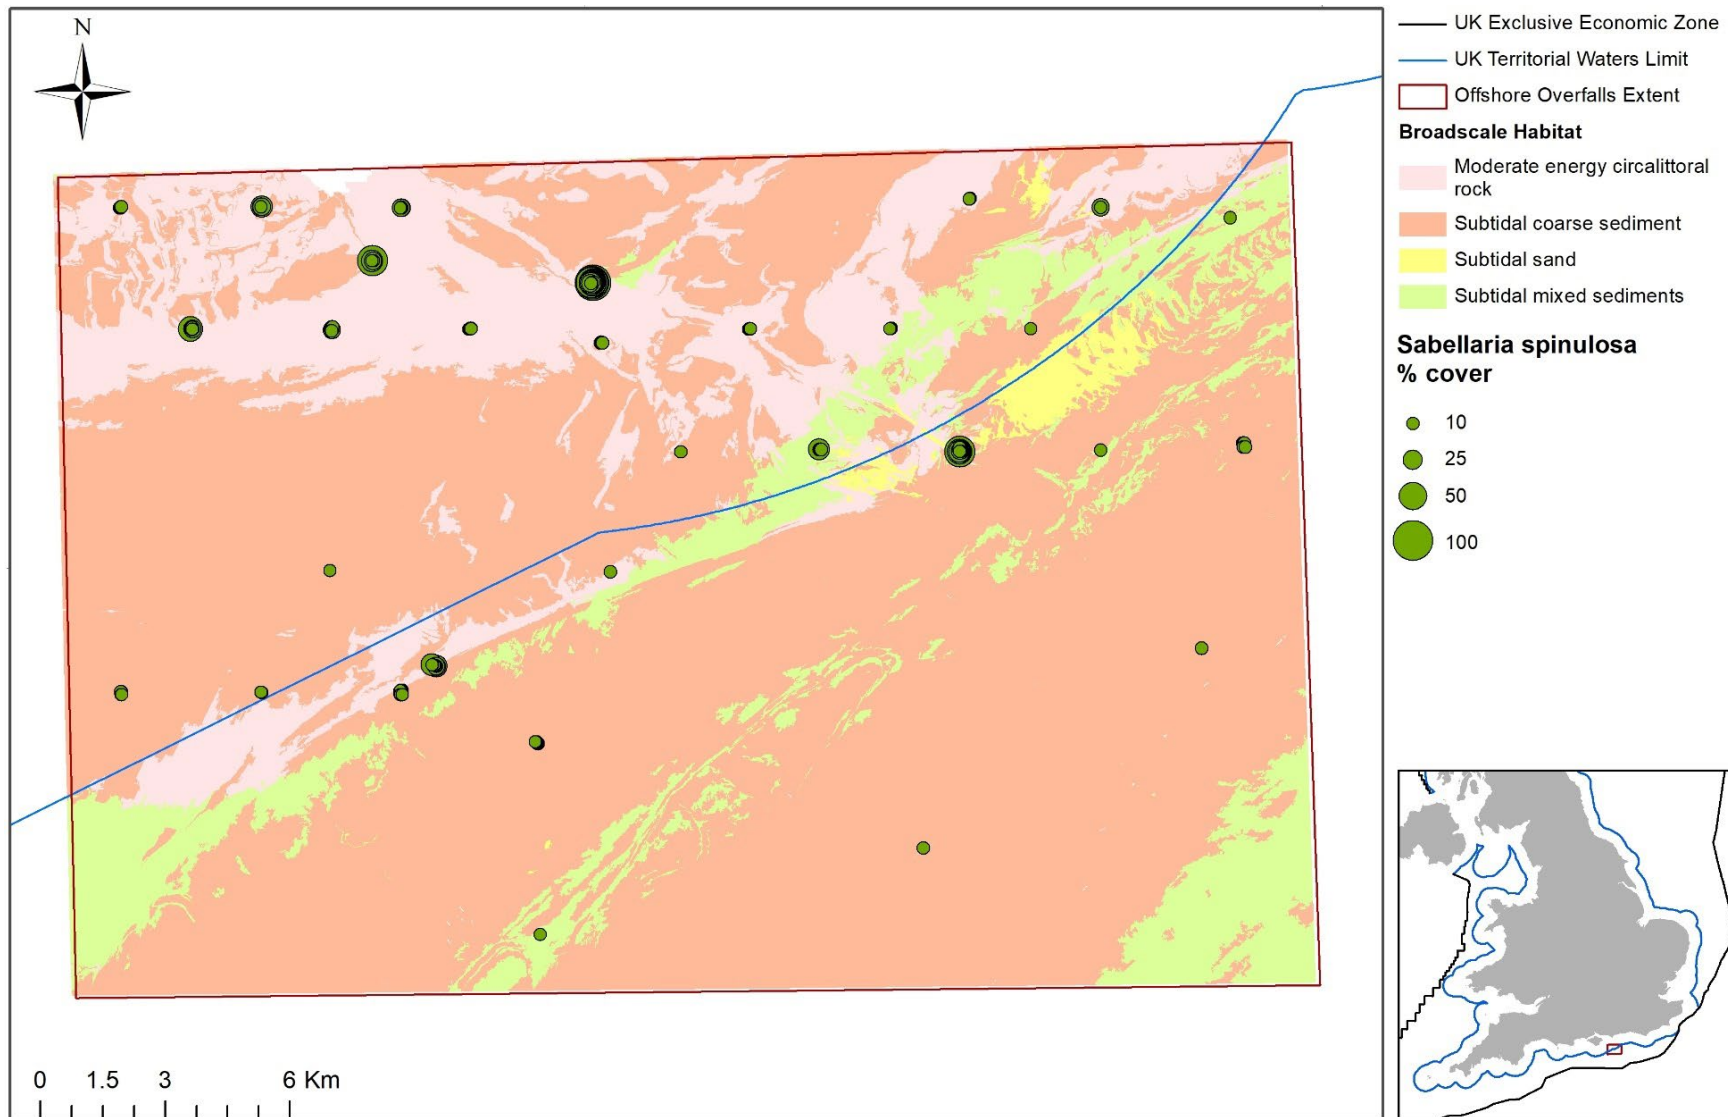 N
UK Exclusive Economic Zone
UK Territorial Waters Limit
Offshore Overfalls Extent
Broadscale Habitat
Moderate energy circalittoral
rock
Subtidal coarse sediment
Subtidal sand
Subtidal mixed sediments
Sabellaria spinulosa
% cover
10
25
50
100
0 1.5 3 6 Km